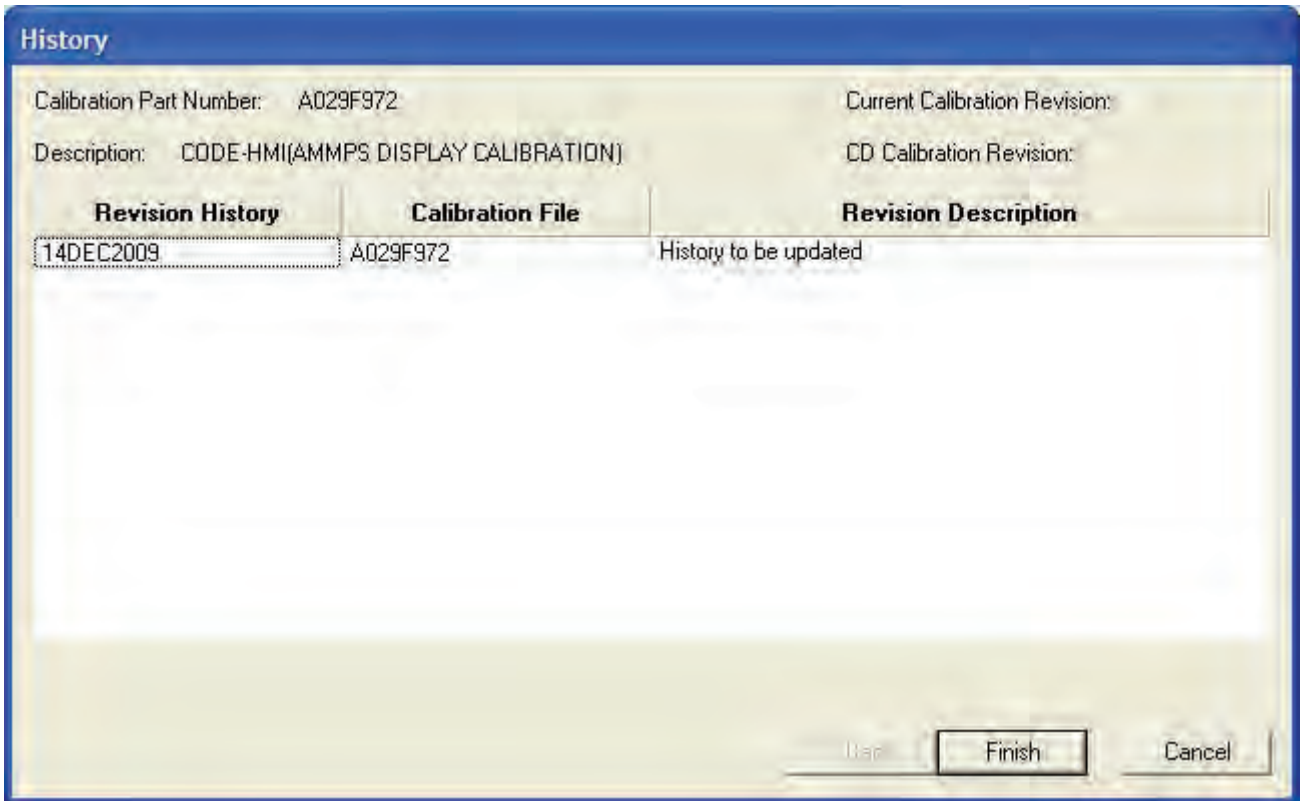 History
Calibration Part Number: A029F972 Current Calibration Revision:
Description: CODE-HMI(AMMPS DISPLAY CALIBRATION) CD Calibration Revision:
Revision History Calibration File Revision Description
14DEC2009 A029F972 History to be updated
Back Finish Cancel